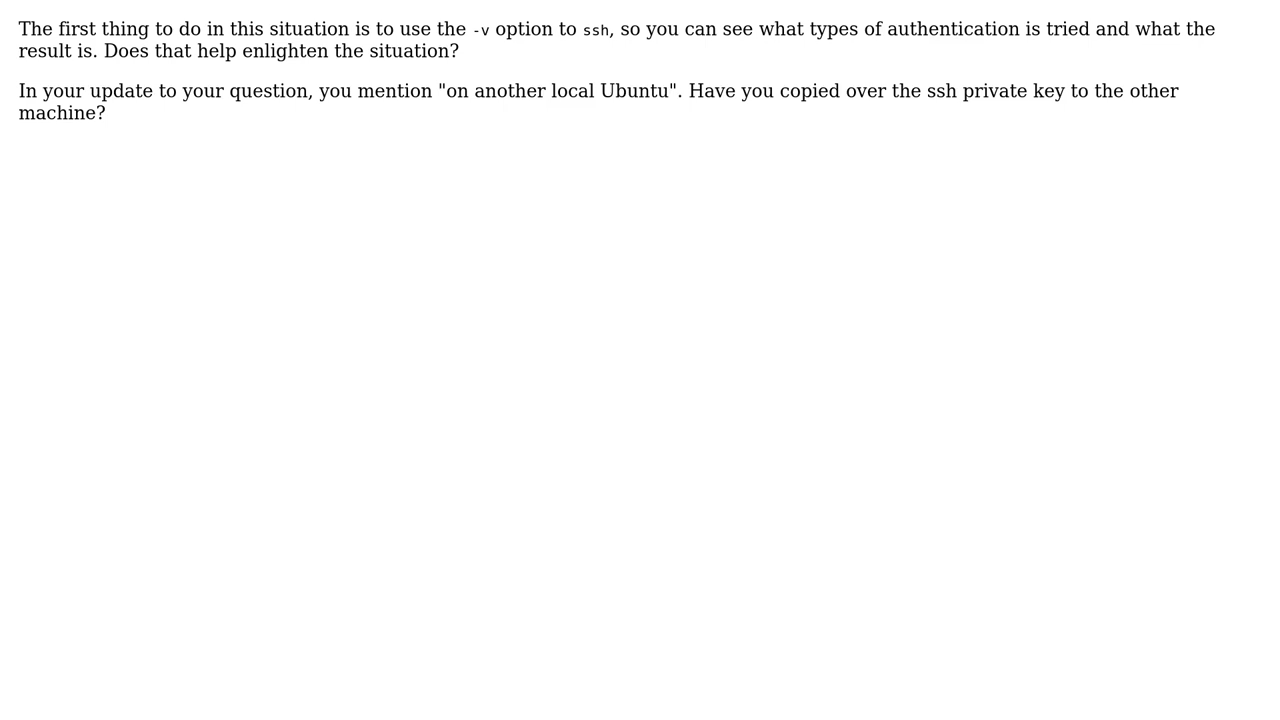 The first thing to do in this situation is to use the -v option to ssh, so you can see what types of authentication is tried and what the
result is. Does that help enlighten the situation?
In your update to your question, you mention "on another local Ubuntu". Have you copied over the ssh private key to the other
machine?